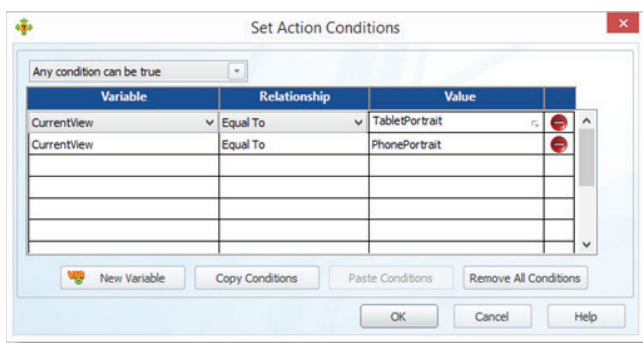 Set Action Conditions
Any condition can be true
Variable Relationship Value
CurrentView Equal To TabletPortrait
CurrentView Equal To PhonePortrait
New Variable Copy Conditions Paste Conditions Remove All Conditions
OK Cancel Help